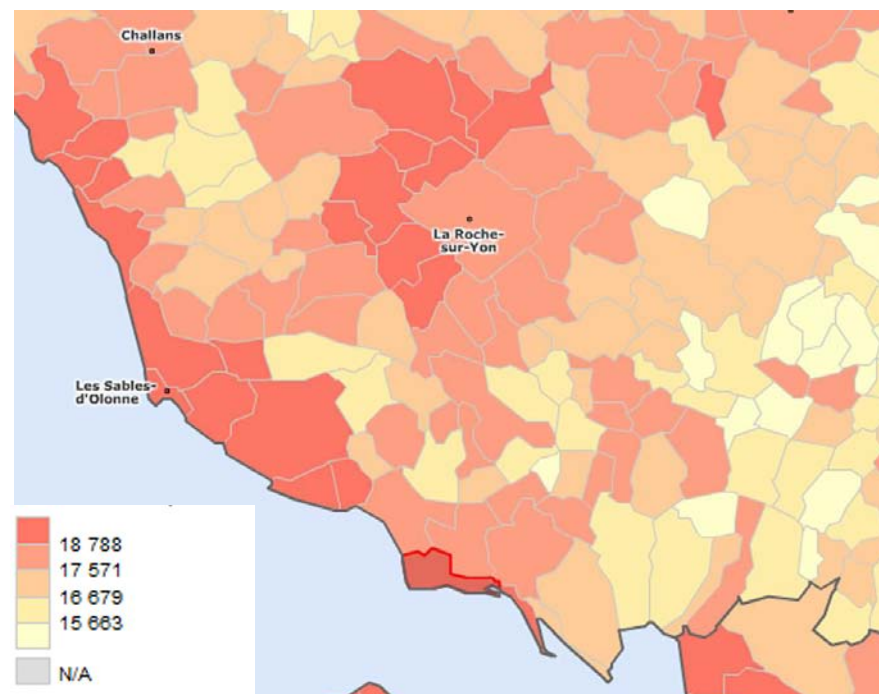 Challans
La Roche-
sur-Yon
Les Sables-
d'Olonne
18 788
17 571
16 679
15 663
N/A